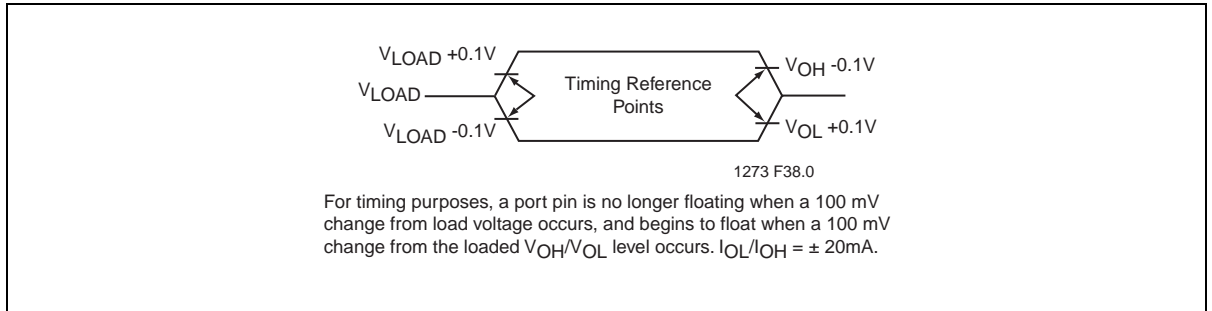 VLOAD +0.1V
VLOAD
VLOAD -0.1V
Timing Reference
Points
VOH -0.1V
VOL +0.1V
1273 F38.0
For timing purposes, a port pin is no longer floating when a 100 mV
change from load voltage occurs, and begins to float when a 100 mV
change from the loaded VOH/VOL level occurs. IOL/IOH = ± 20mA.